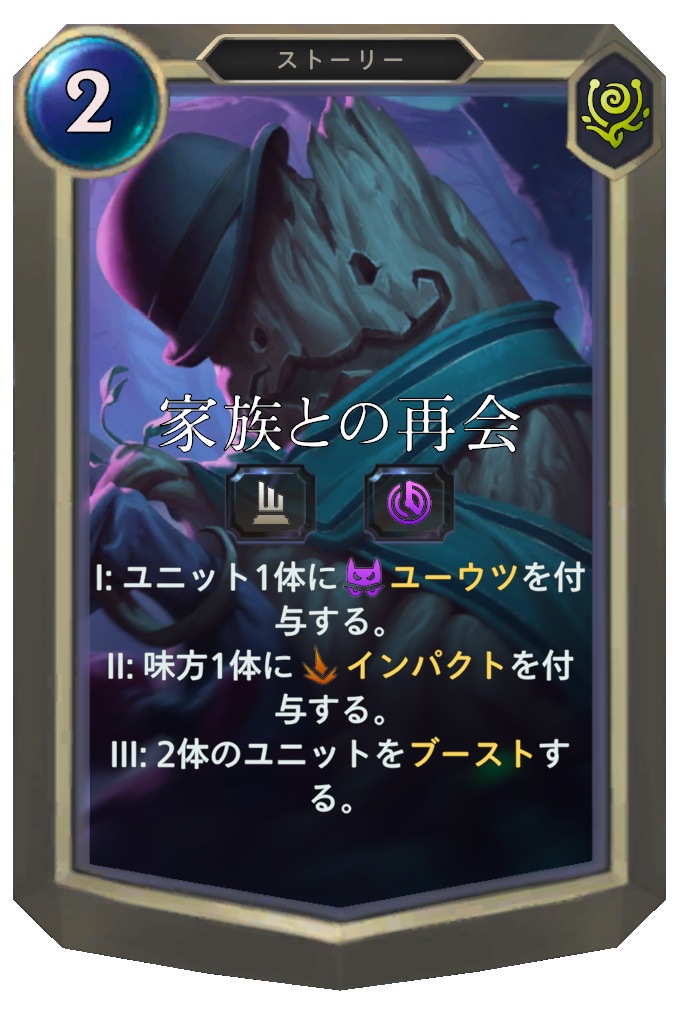 ストーリー
2
家族との再会
I: ユニット1体にユーウツを付
与する。
II: 味方1体にインパクトを付
与する。
III: 2体のユニットをブーストす
る。